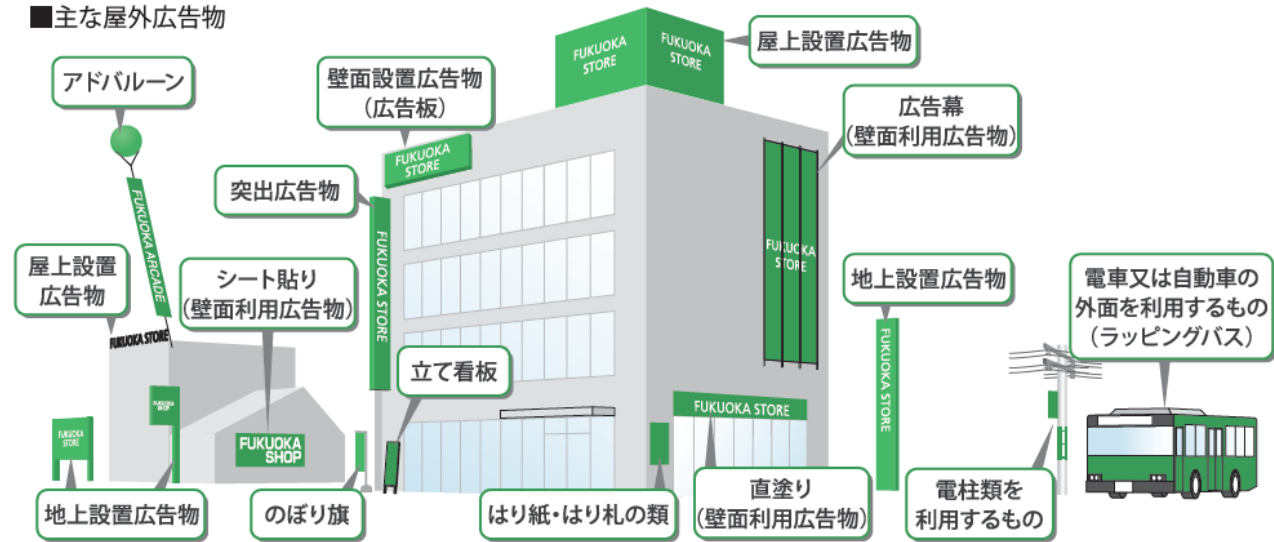 ■主な屋外広告物
アドバルーン
壁面設置広告物
（広告板）
屋上設置広告物
広告幕
（壁面利用広告物）
突出広告物
屋上設置
広告物
シート貼り
（壁面利用広告物）
立て看板
地上設置広告物
電車又は自動車の
外面を利用するもの
（ラッピングバス）
地上設置広告物
のぼり旗
はり紙・はり札の類
直塗り
（壁面利用広告物）
電柱類を
利用するもの
FUKUOKA
STORE
FUKUOKA
STORE
FUKUOKA
STORE
FUKUOKA STORE
FUKUOKA
STORE
FUKUOKA ARCADE
FUKUOKA STORE
FUKUOKA
STORE
FUKUOKA
SHOP
FUKUOKA
SHOP
FUKUOKA STORE
FUKUOKA STORE